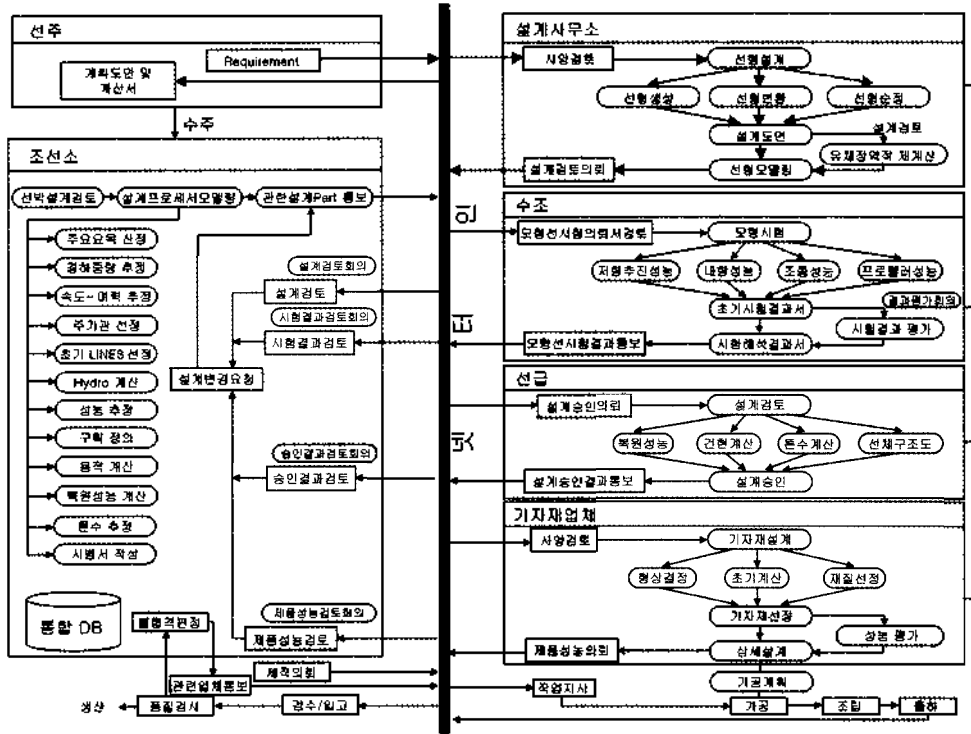 선주
Requirement
계획도면 및
계산서
수주
조선소
선박설계검토
설계프로세서모델링
관련설계Part 통보
주요요목 선정
경하중량 추정
속도-마력 추정
주기관 선정
초기 LINES 선정
Hydro 계산
성능 추정
구획 정의
용적 계산
복원성능 계산
톤수 추정
시방서 작성
설계검토회의
설계검토
시험결과검토회의
시험결과검토
설계변경요청
승인결과검토회의
승인결과검토
제품성능검토회의
제품성능검토
통합 DB
불합격판정
제작의뢰
관련업체통보
생산
품질검사
검수/입고
인
터
넷
설계사무소
사양검토
선형설계
선형생성
선형변환
선형순정
설계도면
설계검토
유체장역학적 체계산
설계검토의뢰
선형모델링
수조
모형선시험의뢰서검토
모형시험
저항추진성능
내항성능
조종성능
프로펠러성능
초기시험결과서
결과평가회의
시험결과 평가
모형선시험결과통보
시험해석결과서
선급
설계승인의뢰
설계검토
복원성능
건현계산
톤수계산
선체구조도
설계승인결과통보
설계승인
기자재업체
사양검토
기자재설계
형상결정
초기계산
재질선정
기자재선정
성능 평가
제품성능의뢰
상세설계
작업지시
가공계획
가공
조립
출하